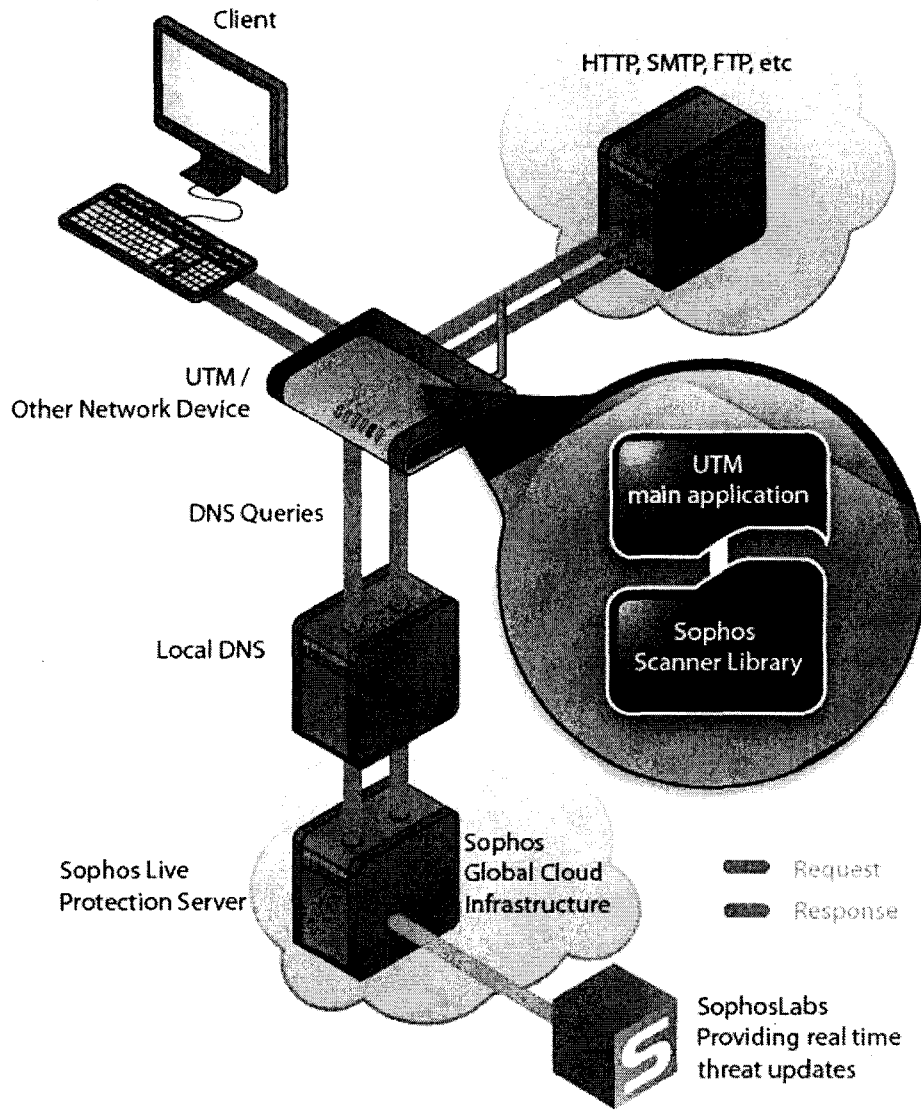 Client
HTTP, SMTP, FTP, etc
UTM /
Other Network Device
UTM
main application
DNS Queries
Sophos
Scanner Library
Local DNS
Sophos Live
Protection Server
Sophos
Global Cloud
Infrastructure
Request
Response
SophosLabs
Providing real time
threat updates
S